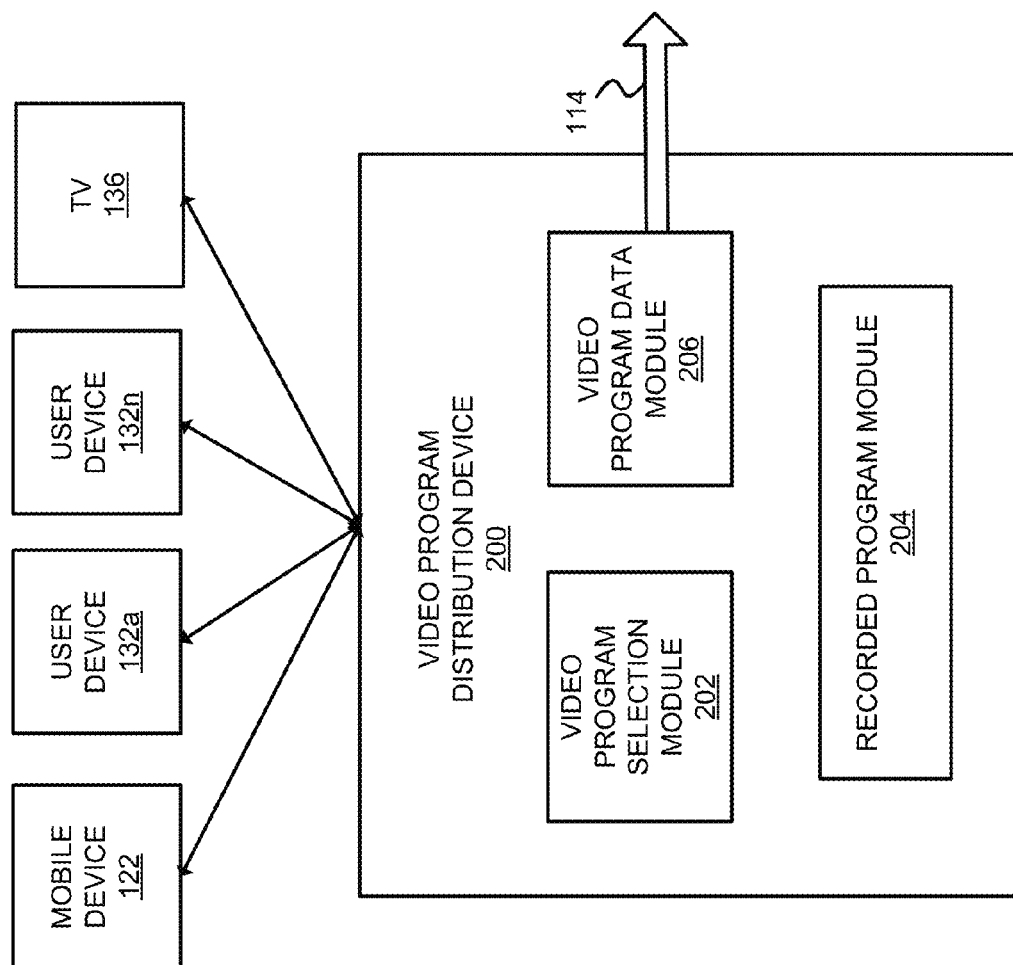 MOBILE
DEVICE
122
USER
DEVICE
132a
USER
DEVICE
132n
TV
136
VIDEO PROGRAM
DISTRIBUTION DEVICE
200
VIDEO
PROGRAM
SELECTION
MODULE
202
VIDEO
PROGRAM DATA
MODULE
206
114
RECORDED PROGRAM MODULE
204